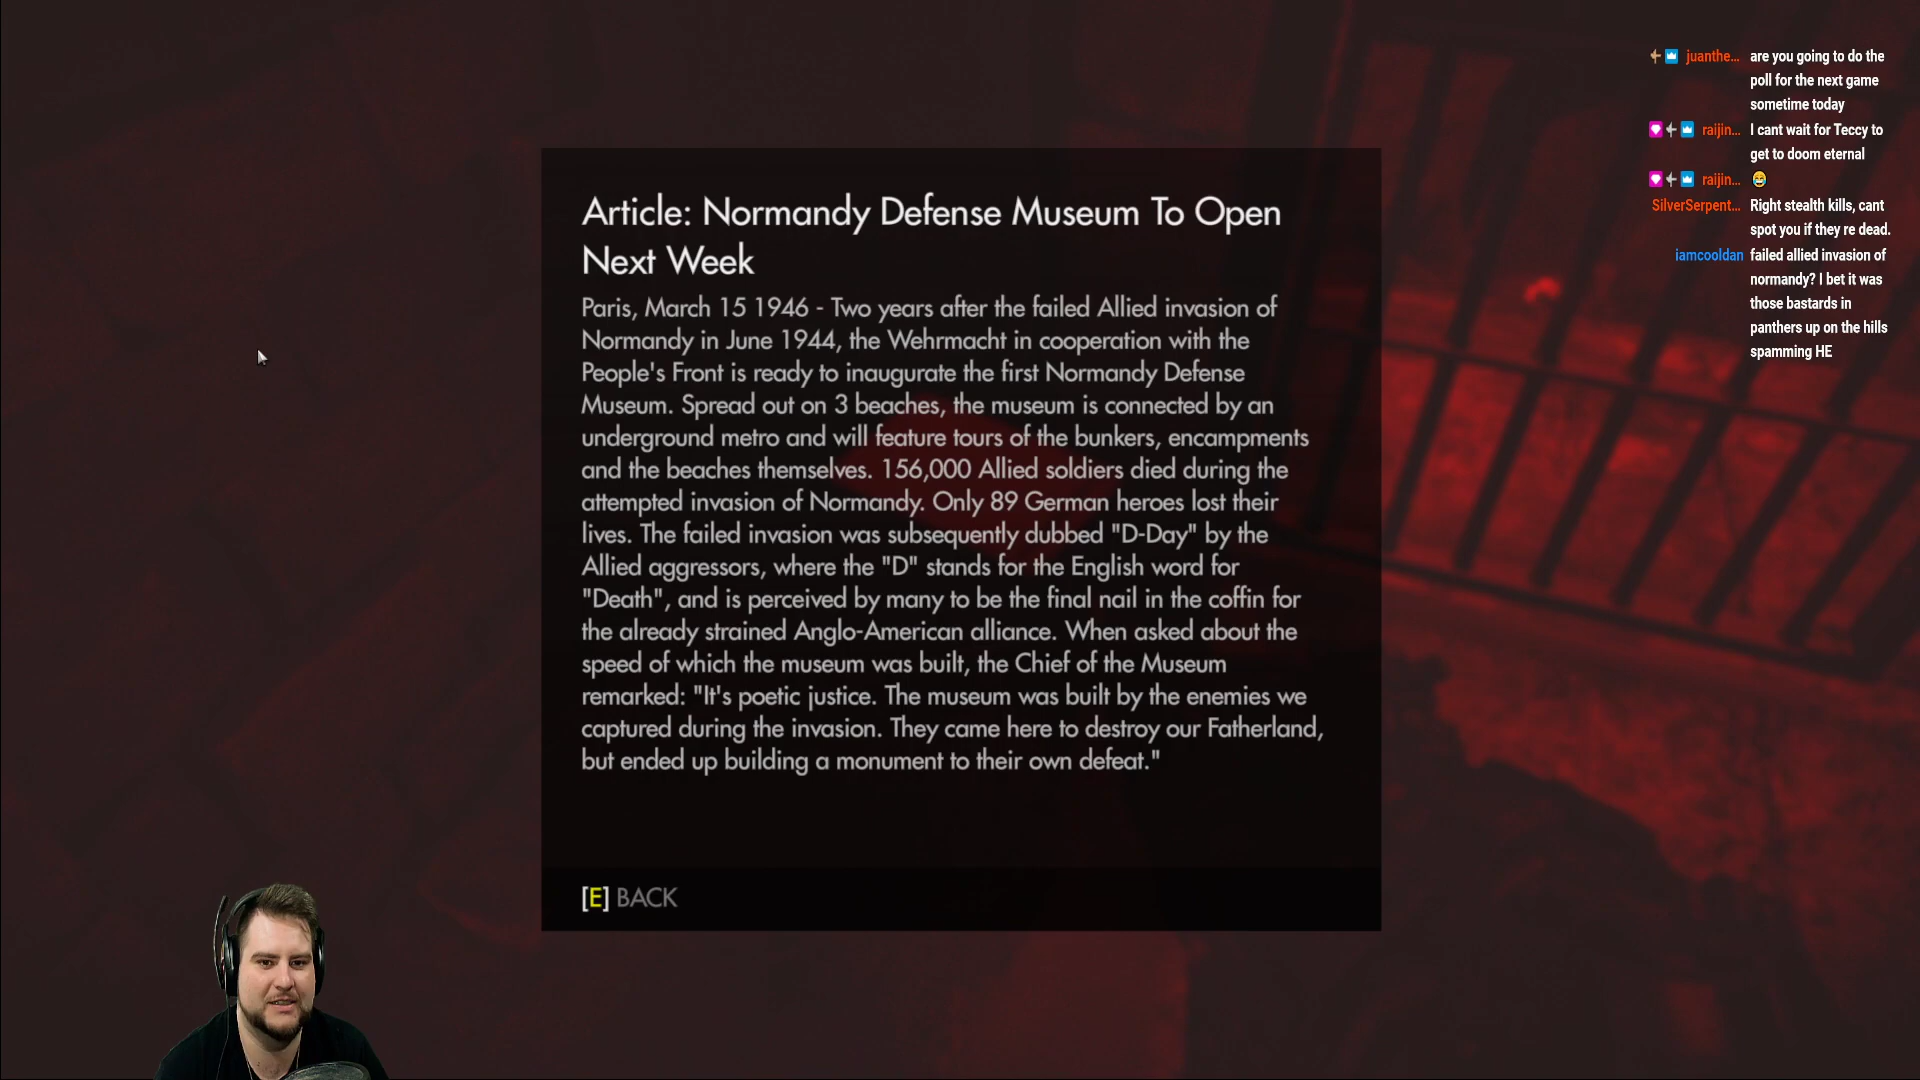 Article: Normandy Defense Museum To Open
Next Week
Paris, March 15 1946 - Two years after the failed Allied invasion of
Normandy in June 1944, the Wehrmacht in cooperation with the
People's Front is ready to inaugurate the first Normandy Defense
Museum. Spread out on 3 beaches, the museum is connected by an
underground metro and will feature tours of the bunkers, encampments
and the beaches themselves. 156,000 Allied soldiers died during the
attempted invasion of Normandy. Only 89 German heroes lost their
lives. The failed invasion was subsequently dubbed "D-Day" by the
Allied aggressors, where the "D" stands for the English word for
"Death", and is perceived by many to be the final nail in the coffin for
the already strained Anglo-American alliance. When asked about the
speed of which the museum was built, the Chief of the Museum
remarked: "It's poetic justice. The museum was built by the enemies we
captured during the invasion. They came here to destroy our Fatherland,
but ended up building a monument to their own defeat."
[E] BACK
juanthe... are you going to do the
poll for the next game
sometime today
raijin... I cant wait for Teccy to
get to doom eternal
raijin... 😂
SilverSerpent... Right stealth kills, cant
spot you if they re dead.
iamcooldan failed allied invasion of
normandy? I bet it was
those bastards in
panthers up on the hills
spamming HE